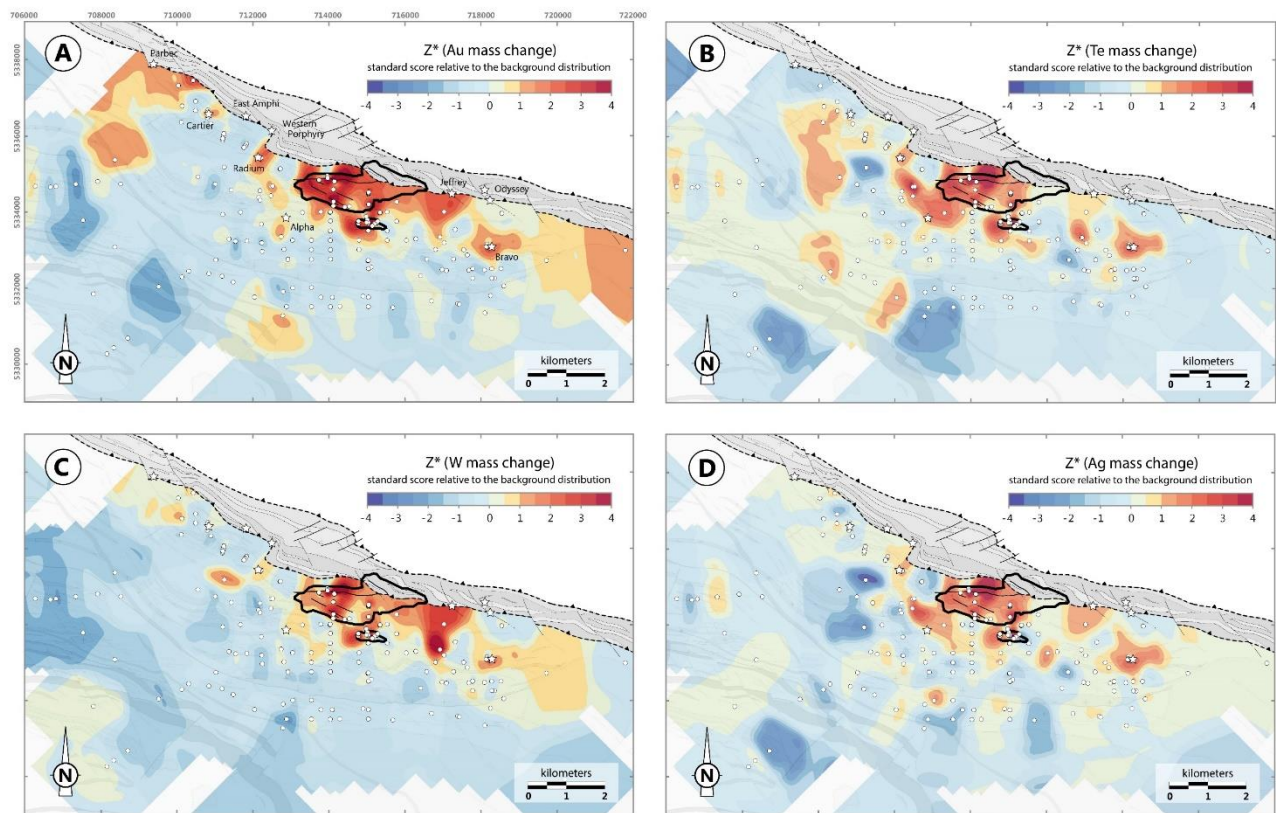 706000 708000 710000 712000 714000 716000 718000 720000 722000
A
Z* (Au mass change)
standard score relative to the background distribution
-4 -3 -2 -1 0 1 2 3 4
5338000
5336000
5334000
5332000
5330000
Parbec
East Amphi
Cartier
Western
Porphyry
Radium
Jeffrey
Odyssey
Alpha
Bravo
N
kilometers
0 1 2
B
Z* (Te mass change)
standard score relative to the background distribution
-4 -3 -2 -1 0 1 2 3 4
N
kilometers
0 1 2
C
Z* (W mass change)
standard score relative to the background distribution
-4 -3 -2 -1 0 1 2 3 4
N
kilometers
0 1 2
D
Z* (Ag mass change)
standard score relative to the background distribution
-4 -3 -2 -1 0 1 2 3 4
N
kilometers
0 1 2